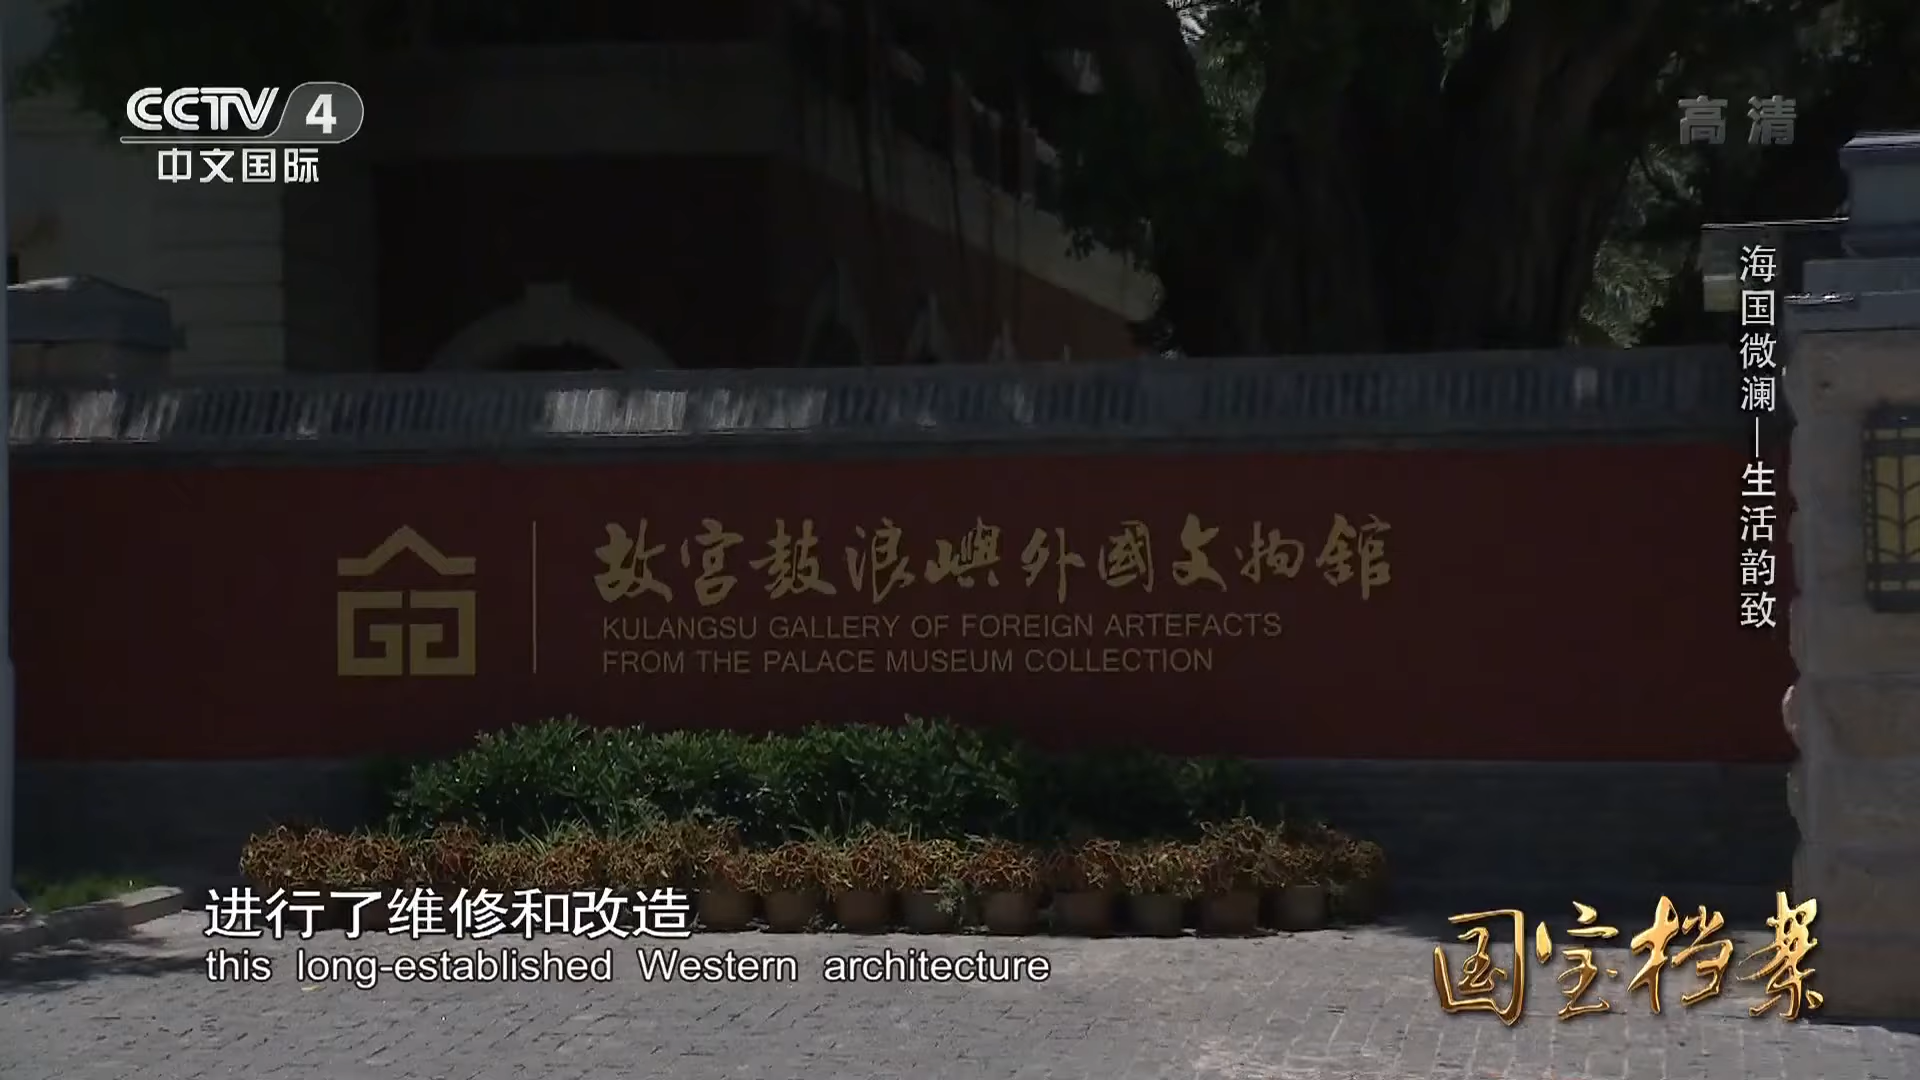 CCTV 4
中文国际
高清
海国微澜—生活韵致
故宫鼓浪屿外國文物館
KULANGSU GALLERY OF FOREIGN ARTEFACTS
FROM THE PALACE MUSEUM COLLECTION
进行了维修和改造
this long-established Western architecture
国宝档案